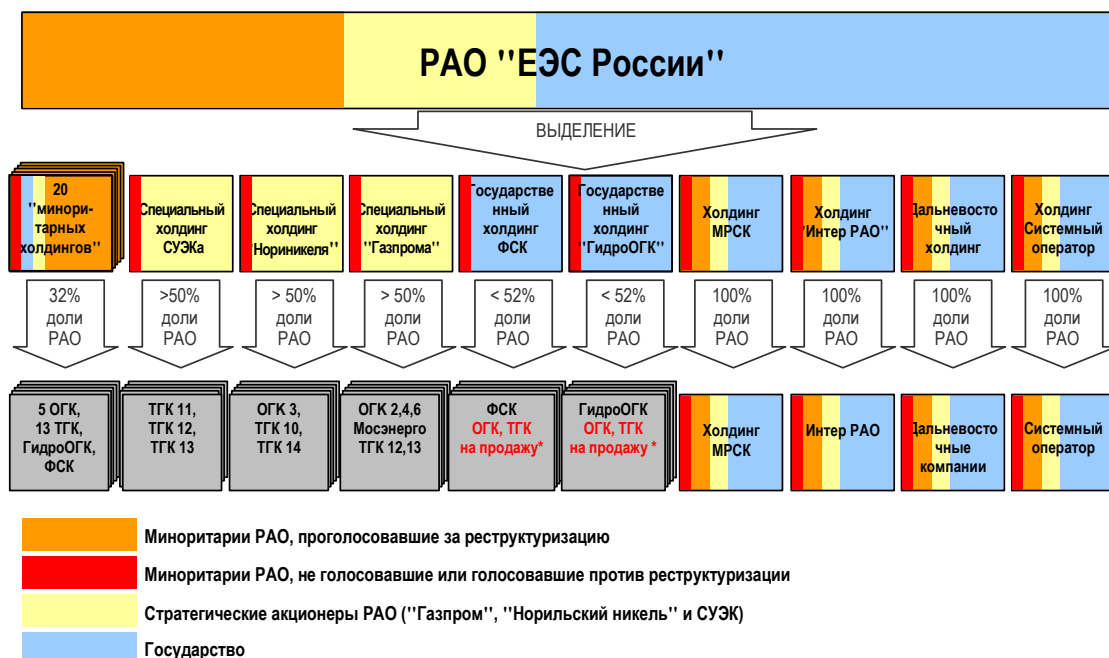 РАО "ЕЭС России"
ВЫДЕЛЕНИЕ
20
"минори-
тарных
холдингов"
Специальный
холдинг
СУЭКа
Специальный
холдинг
"Нориникеля"
Специальный
холдинг
"Газпрома"
Государстве
нный
холдинг
ФСК
Государстве
нный
холдинг
"ГидроОГК"
Холдинг
МРСК
Холдинг
"Интер РАО"
Дальневосто
чный
холдинг
Холдинг
Системный
оператор
32%
доли
РАО
>50%
доли
РАО
> 50%
доли
РАО
> 50%
доли
РАО
< 52%
доли
РАО
< 52%
доли
РАО
100%
доли
РАО
100%
доли
РАО
100%
доли
РАО
100%
доли
РАО
5 ОГК,
13 ТГК,
ГидроОГК,
ФСК
ТГК 11,
ТГК 12,
ТГК 13
ОГК 3,
ТГК 10,
ТГК 14
ОГК 2,4,6
Мосэнерго
ТГК 12,13
ФСК
ОГК, ТГК
на продажу*
ГидроОГК
ОГК, ТГК
на продажу *
Холдинг
МРСК
Интер РАО
Дальневосто
чные
компании
Системный
оператор
Миноритарии РАО, проголосовавшие за реструктуризацию
Миноритарии РАО, не голосовавшие или голосовавшие против реструктуризации
Стратегические акционеры РАО ("Газпром", "Норильский никель" и СУЭК)
Государство